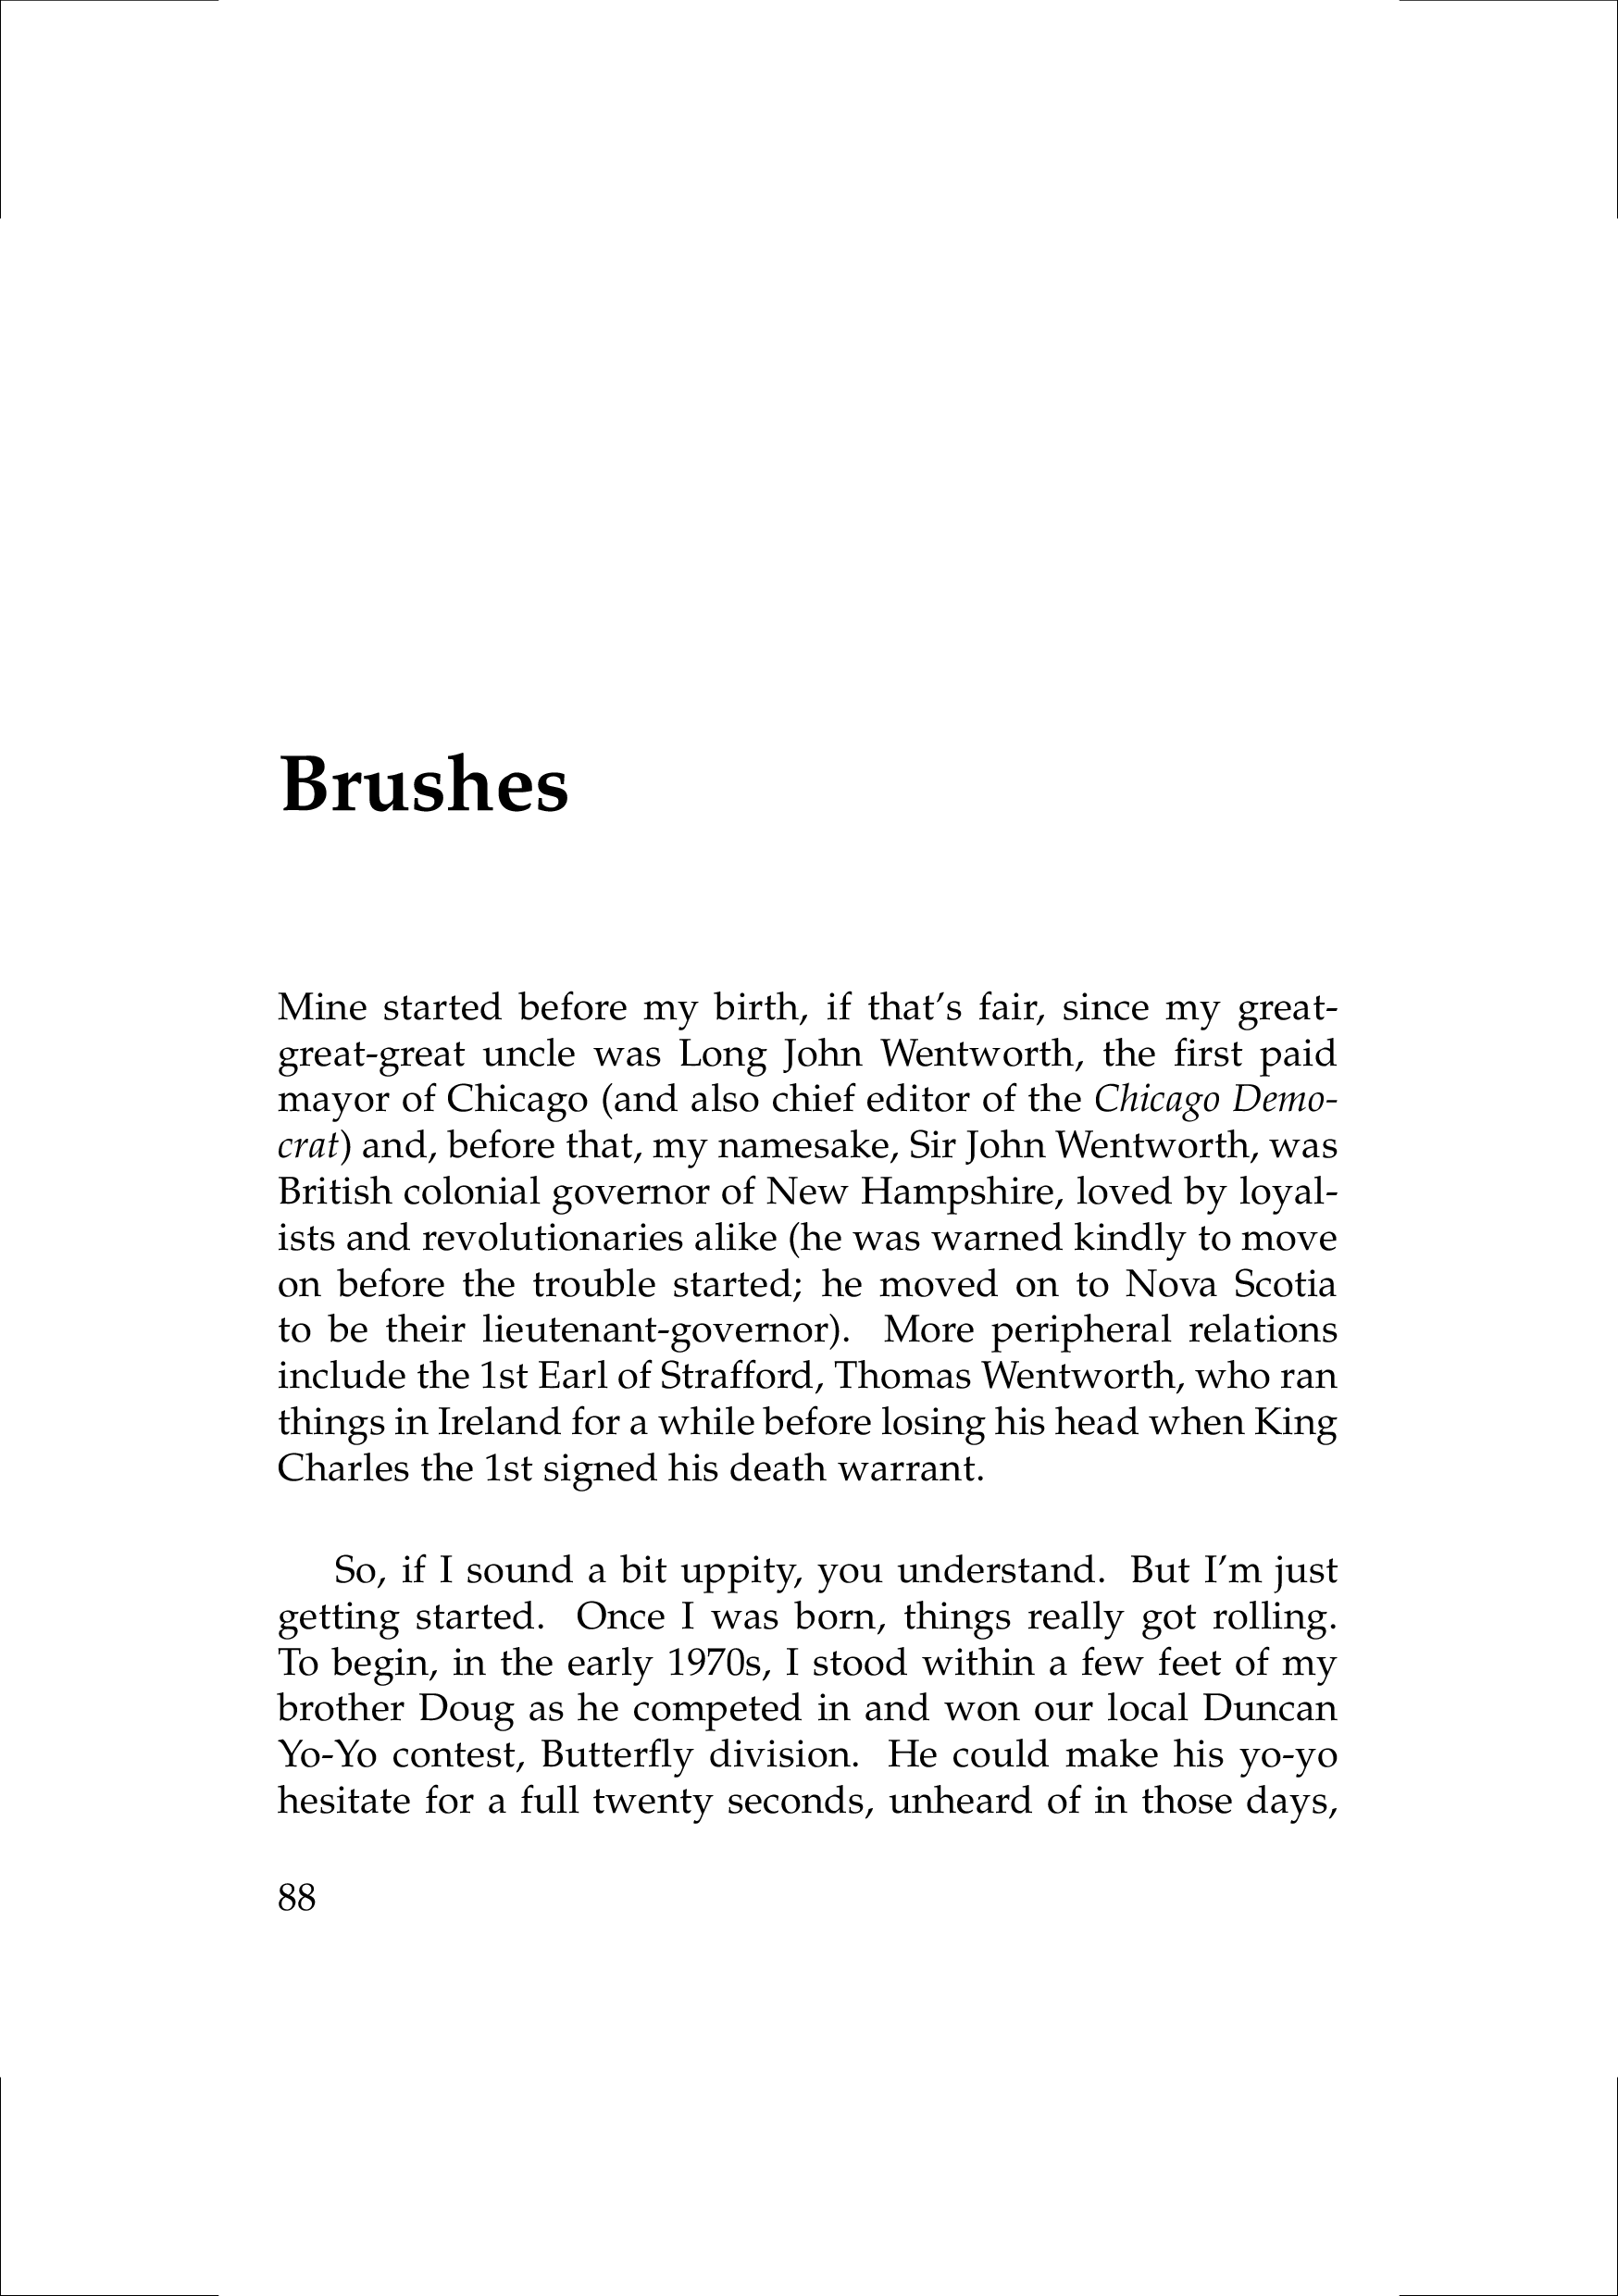 Brushes
Mine started before my birth, if that’s fair, since my great-
great-great uncle was Long John Wentworth, the first paid
mayor of Chicago (and also chief editor of the Chicago Demo-
crat) and, before that, my namesake, Sir John Wentworth, was
British colonial governor of New Hampshire, loved by loyal-
ists and revolutionaries alike (he was warned kindly to move
on before the trouble started; he moved on to Nova Scotia
to be their lieutenant-governor). More peripheral relations
include the 1st Earl of Strafford, Thomas Wentworth, who ran
things in Ireland for a while before losing his head when King
Charles the 1st signed his death warrant.
So, if I sound a bit uppity, you understand. But I’m just
getting started. Once I was born, things really got rolling.
To begin, in the early 1970s, I stood within a few feet of my
brother Doug as he competed in and won our local Duncan
Yo-Yo contest, Butterfly division. He could make his yo-yo
hesitate for a full twenty seconds, unheard of in those days,
88